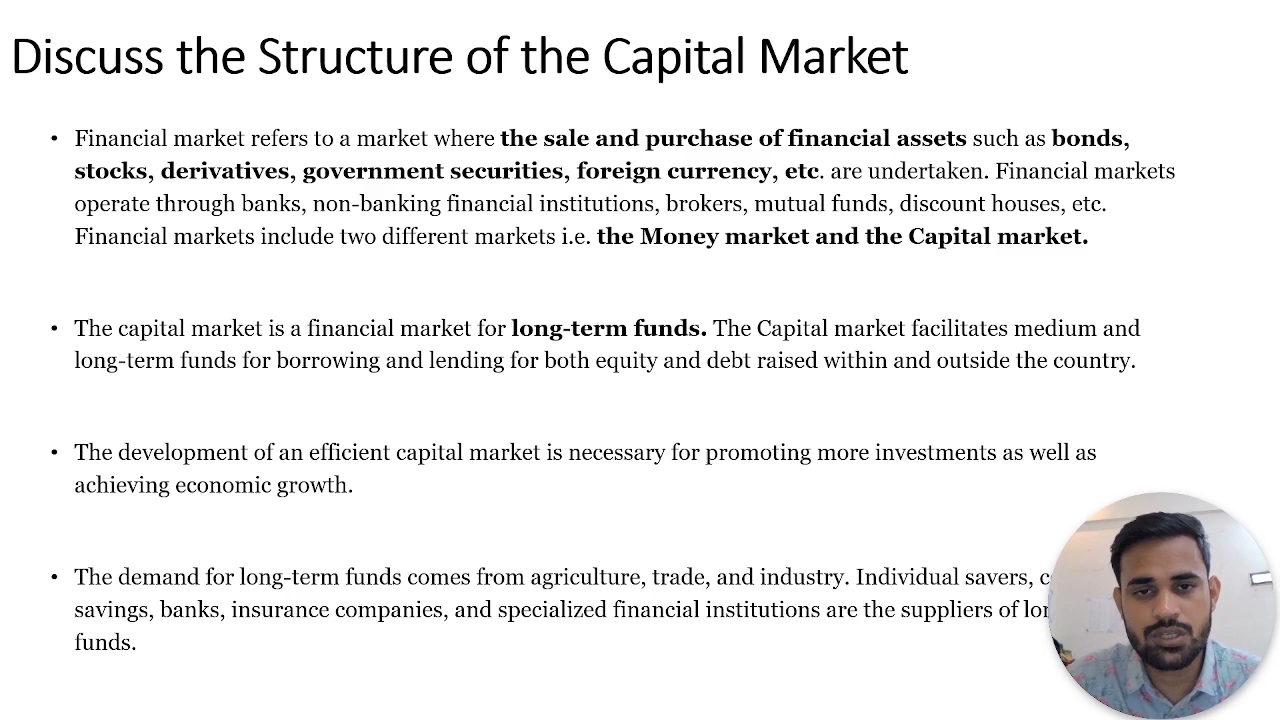 Discuss the Structure of the Capital Market
• Financial market refers to a market where the sale and purchase of financial assets such as bonds,
stocks, derivatives, government securities, foreign currency, etc. are undertaken. Financial markets
operate through banks, non-banking financial institutions, brokers, mutual funds, discount houses, etc.
Financial markets include two different markets i.e. the Money market and the Capital market.
• The capital market is a financial market for long-term funds. The Capital market facilitates medium and
long-term funds for borrowing and lending for both equity and debt raised within and outside the country.
• The development of an efficient capital market is necessary for promoting more investments as well as
achieving economic growth.
• The demand for long-term funds comes from agriculture, trade, and industry. Individual savers,
savings, banks, insurance companies, and specialized financial institutions are the suppliers of
funds.